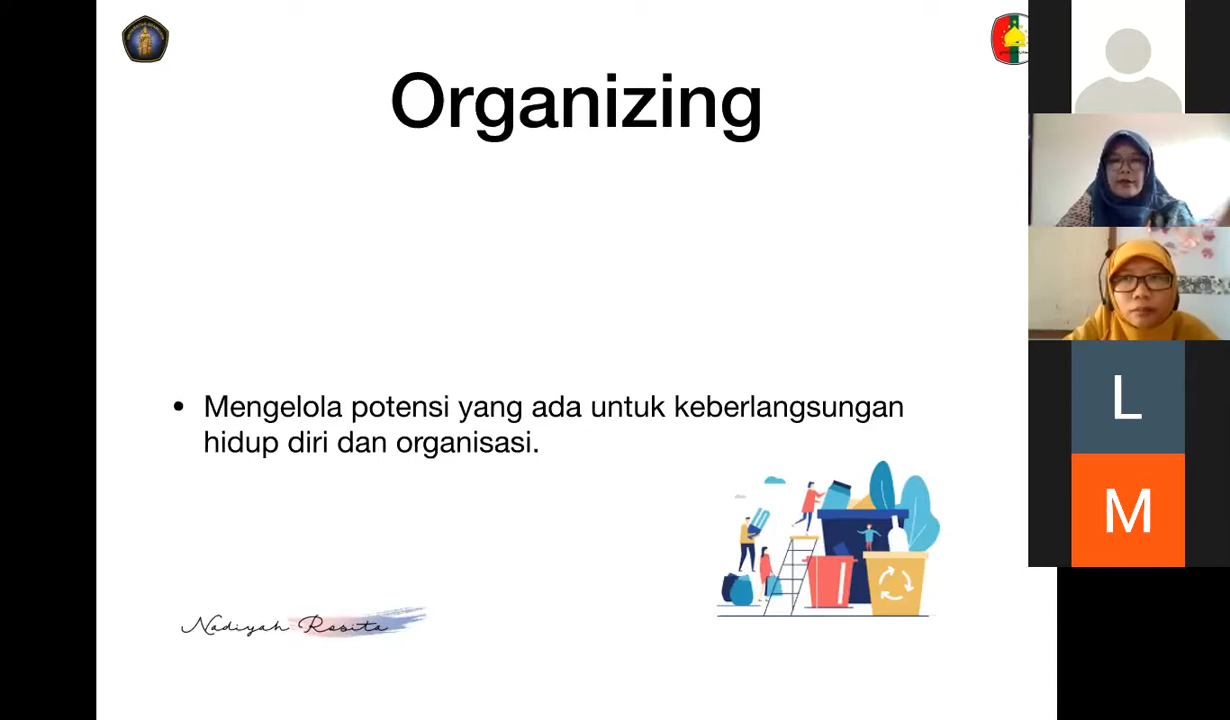 Organizing
• Mengelola potensi yang ada untuk keberlangsungan
hidup diri dan organisasi.
Nadiyah Rosita
L
M